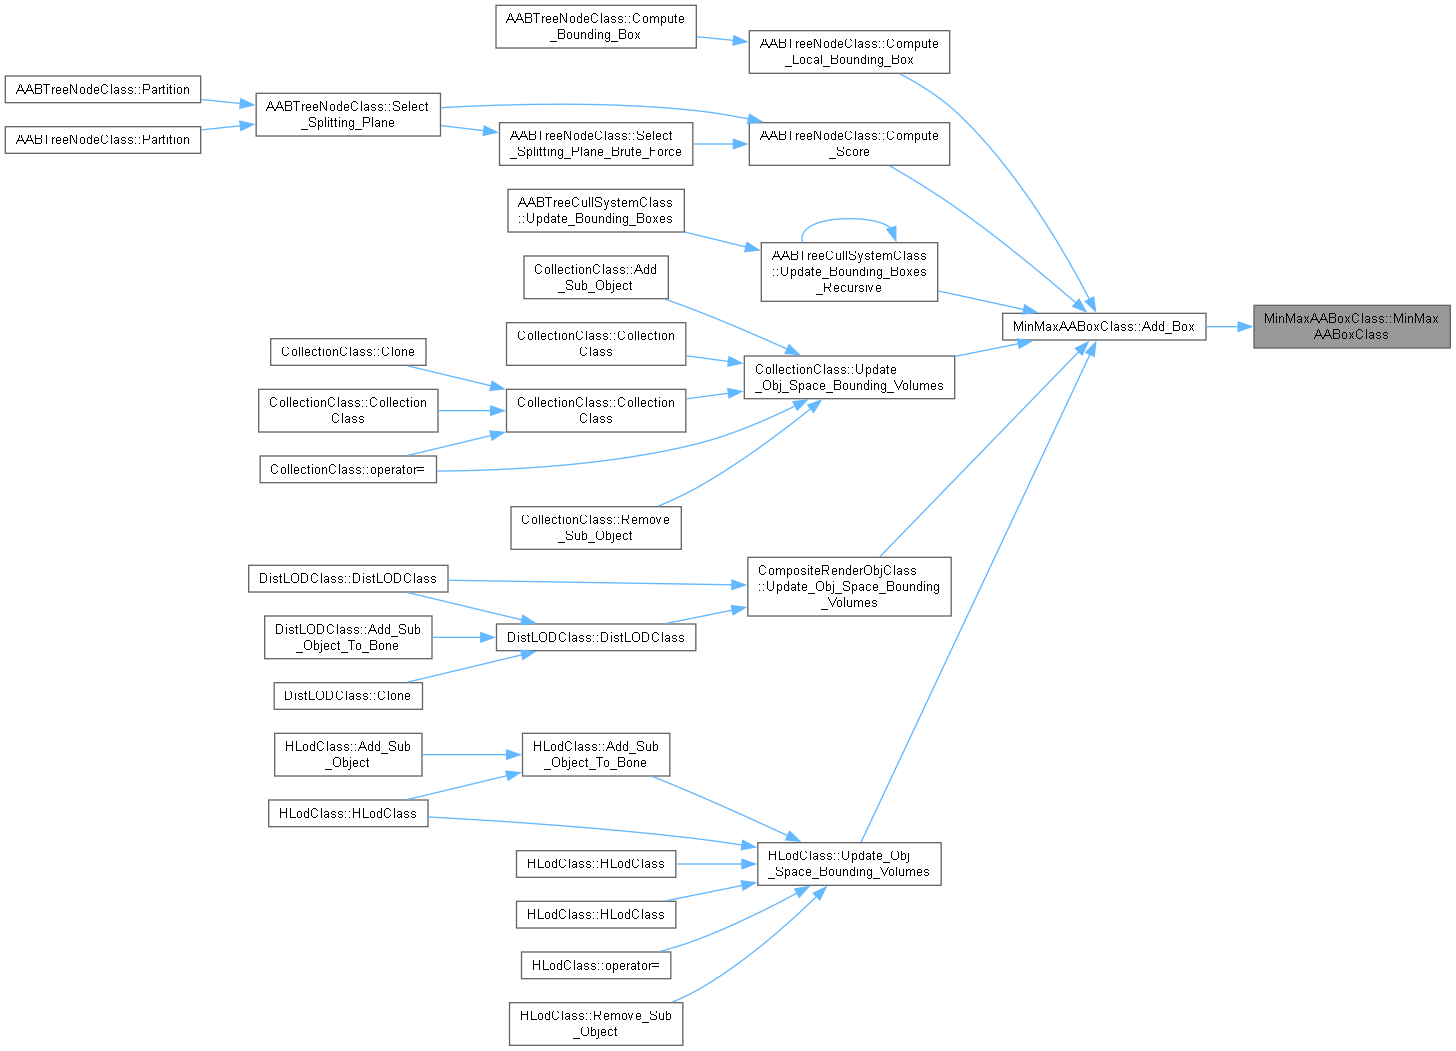 AABTreeNodeClass::Compute
_Bounding_Box
AABTreeNodeClass::Compute
_Local_Bounding_Box
AABTreeNodeClass::Partition
AABTreeNodeClass::Select
_Splitting_Plane
AABTreeNodeClass::Partition
AABTreeNodeClass::Select
_Splitting_Plane_Brute_Force
AABTreeNodeClass::Compute
_Score
AABTreeCullSystemClass
::Update_Bounding_Boxes
AABTreeCullSystemClass
::Update_Bounding_Boxes
_Recursive
CollectionClass::Add
_Sub_Object
MinMaxAABoxClass::Add_Box
MinMaxAABoxClass::MinMax
AABoxClass
CollectionClass::Collection
Class
CollectionClass::Clone
CollectionClass::Update
_Obj_Space_Bounding_Volumes
CollectionClass::Collection
Class
CollectionClass::Collection
Class
CollectionClass::operator=
CollectionClass::Remove
_Sub_Object
DistLODClass::DistLODClass
CompositeRenderObjClass
::Update_Obj_Space_Bounding
_Volumes
DistLODClass::Add_Sub
_Object_To_Bone
DistLODClass::DistLODClass
DistLODClass::Clone
HLodClass::Add_Sub
_Object
HLodClass::Add_Sub
_Object_To_Bone
HLodClass::HLodClass
HLodClass::HLodClass
HLodClass::Update_Obj
_Space_Bounding_Volumes
HLodClass::HLodClass
HLodClass::operator=
HLodClass::Remove_Sub
_Object